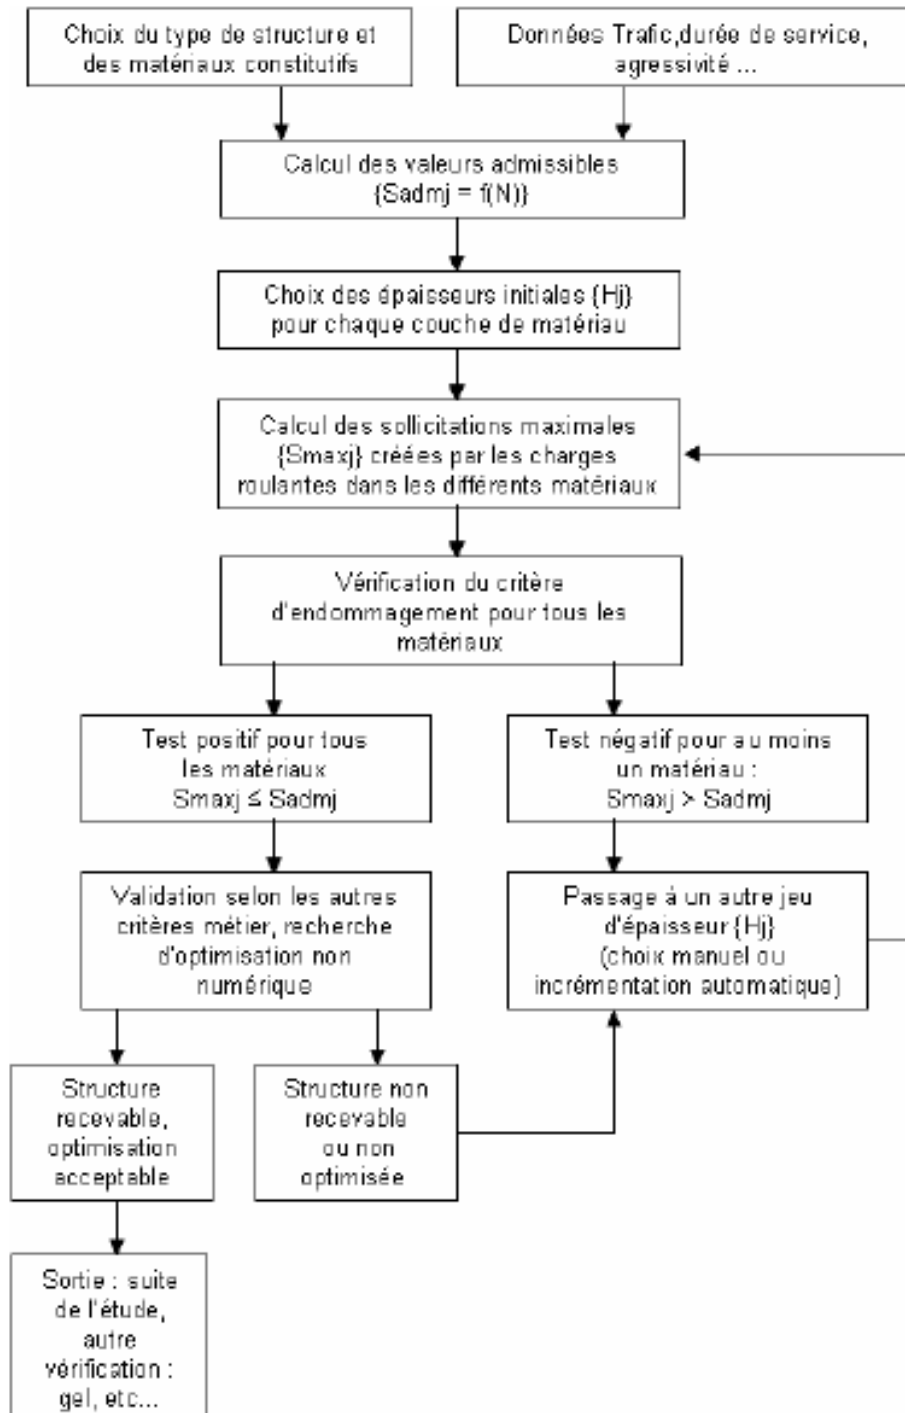 Choix du type de structure et
des matériaux constitutifs
Données Trafic,durée de service,
agressivité ...
Calcul des valeurs admissibles
{Sadmj = f(N)}
Choix des épaisseurs initiales {Hj}
pour chaque couche de matériau
Calcul des sollicitations maximales
{Smaxj} créées par les charges
roulantes dans les différents matériaux
Vérification du critère
d'endommagement pour tous les
matériaux
Test positif pour tous
les matériaux
Smaxj ≤ Sadmj
Test négatif pour au moins
un matériau :
Smaxj > Sadmj
Validation selon les autres
critères métier, recherche
d'optimisation non
numérique
Passage à un autre jeu
d'épaisseur {Hj}
(choix manuel ou
incrémentation automatique)
Structure
recevable,
optimisation
acceptable
Structure non
recevable
ou non
optimisée
Sortie : suite
de l'étude,
autre
vérification :
gel, etc...